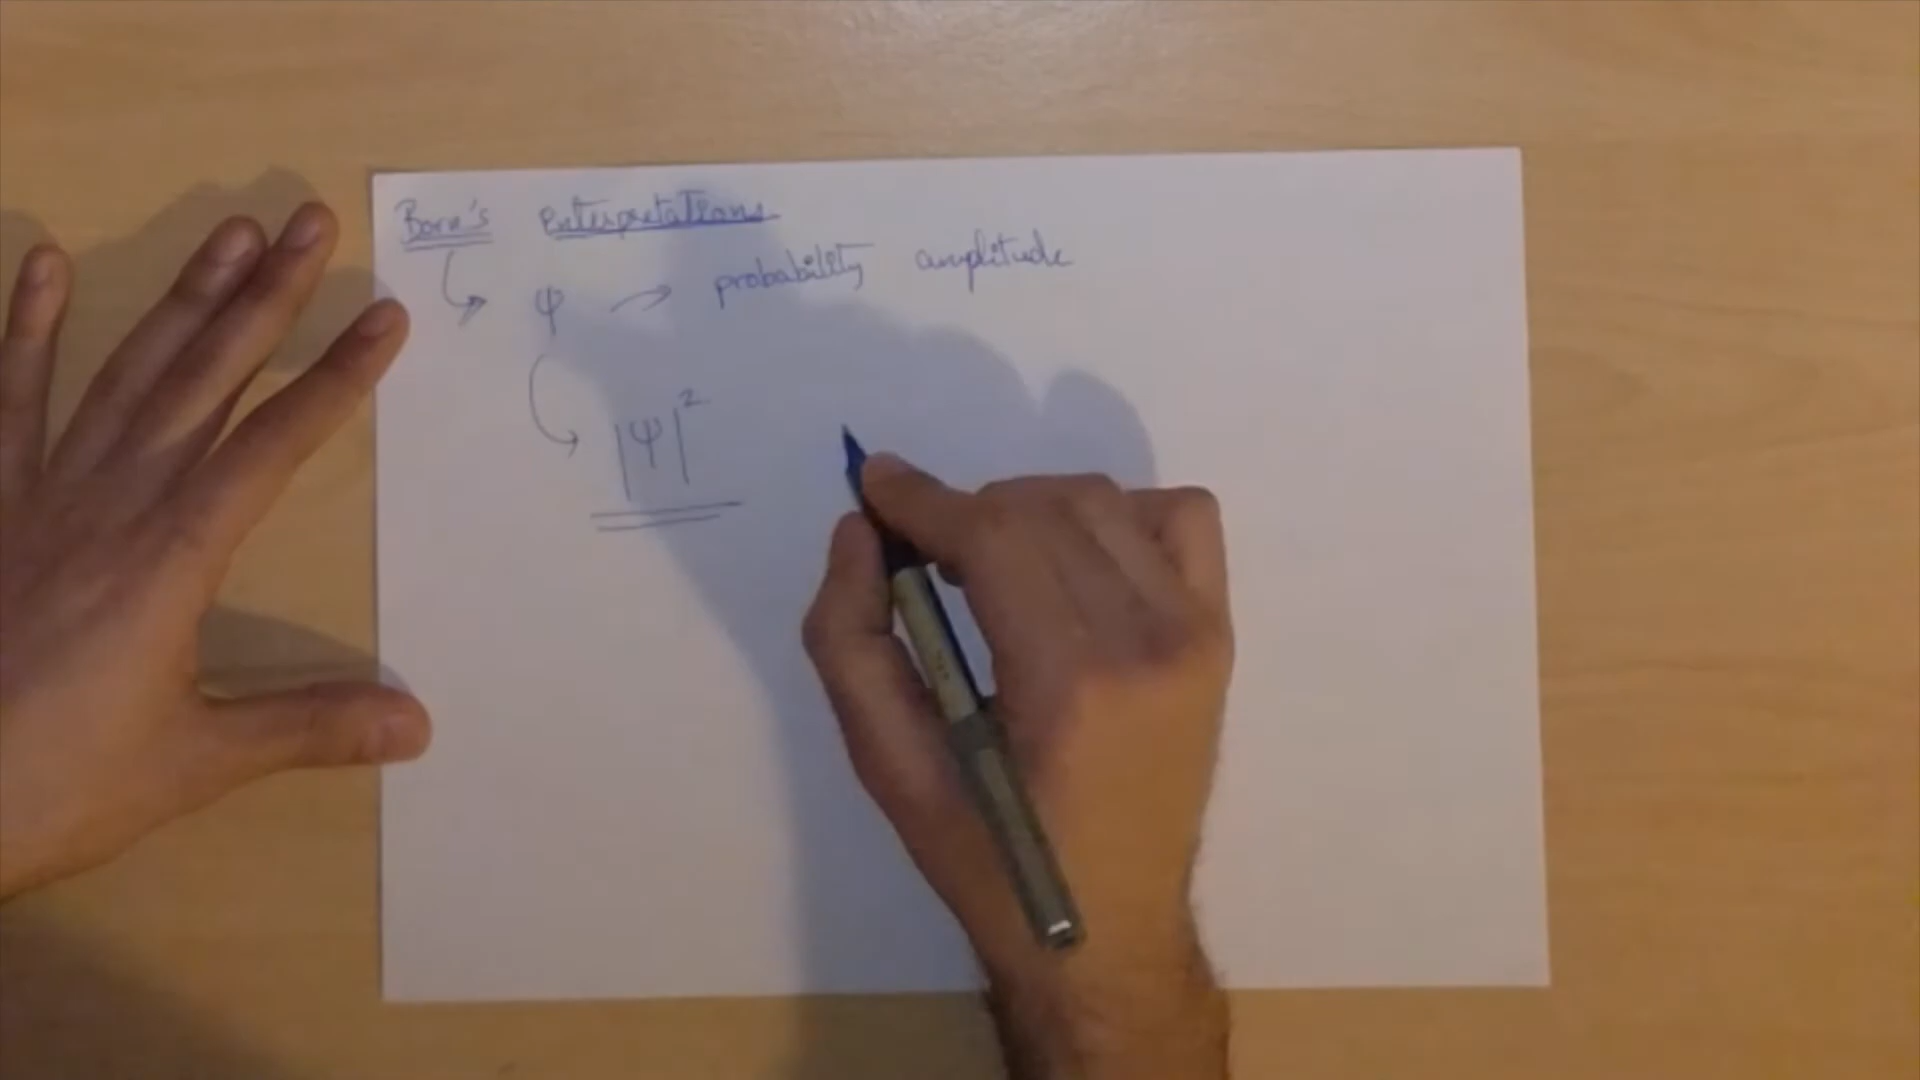 Born's interpretations
ψ → probability amplitude
|ψ|²